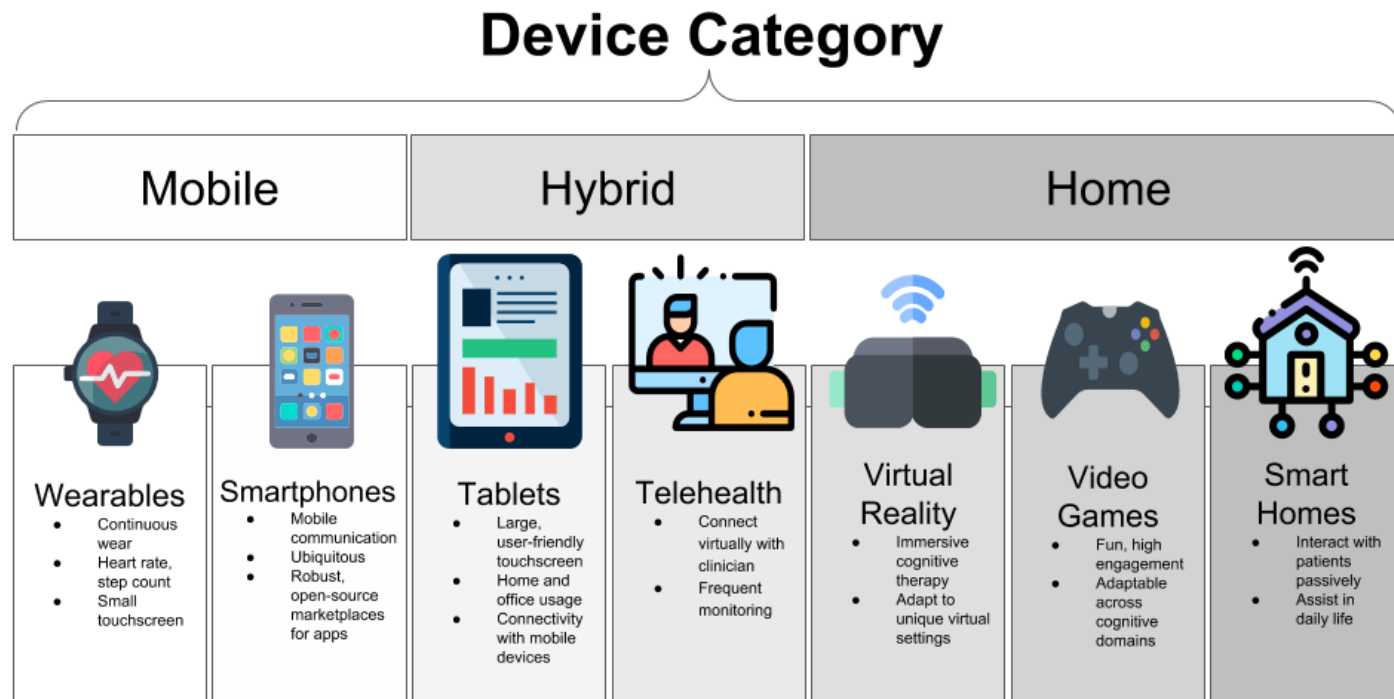 Device Category
Mobile
Hybrid
Home
Wearables
• Continuous
wear
• Heart rate,
step count
• Small
touchscreen
Smartphones
• Mobile
communication
• Ubiquitous
• Robust,
open-source
marketplaces
for apps
Tablets
• Large,
user-friendly
touchscreen
• Home and
office usage
• Connectivity
with mobile
devices
Telehealth
• Connect
virtually with
clinician
• Frequent
monitoring
Virtual
Reality
• Immersive
cognitive
therapy
• Adapt to
unique virtual
settings
Video
Games
• Fun, high
engagement
• Adaptable
across
cognitive
domains
Smart
Homes
• Interact with
patients
passively
• Assist in
daily life